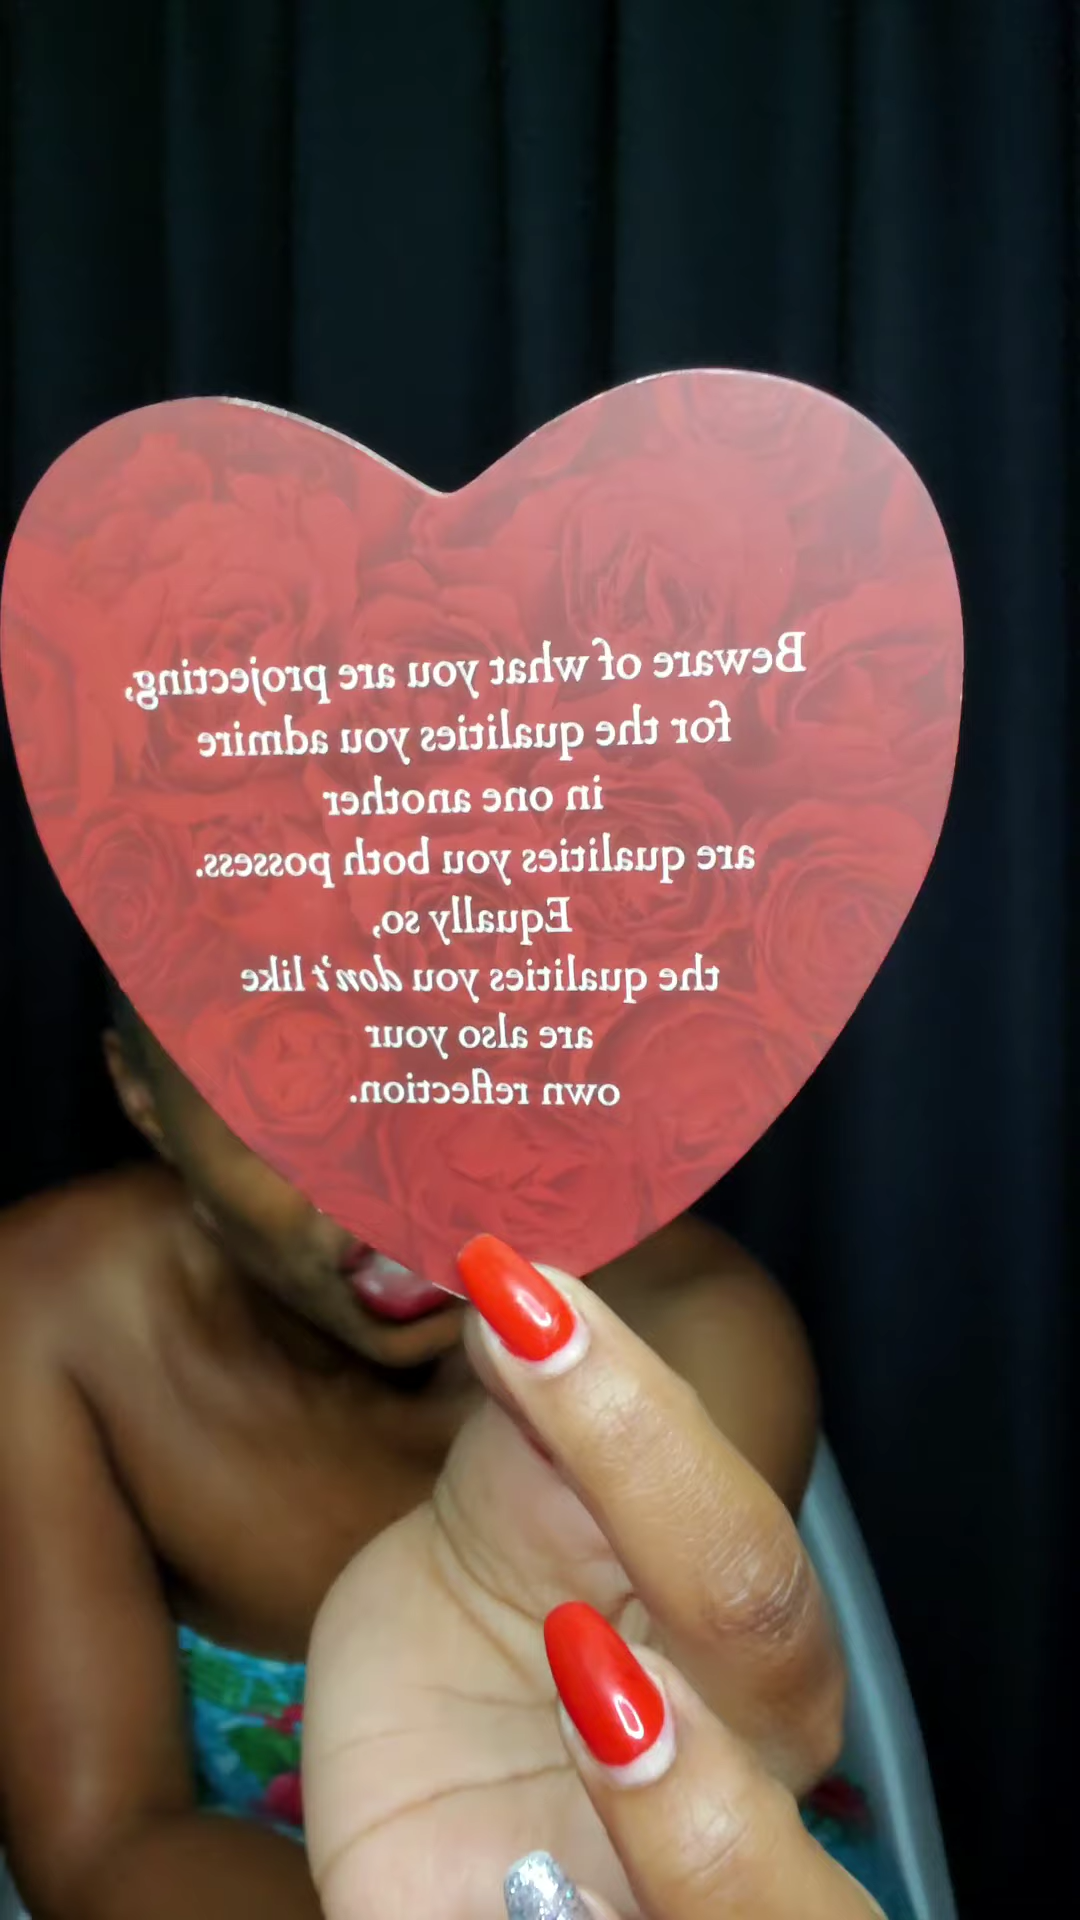 Beware of what you are projecting,
for the qualities you admire
in one another
are qualities you both possess.
Equally so,
the qualities you don't like
are also your
own reflection.